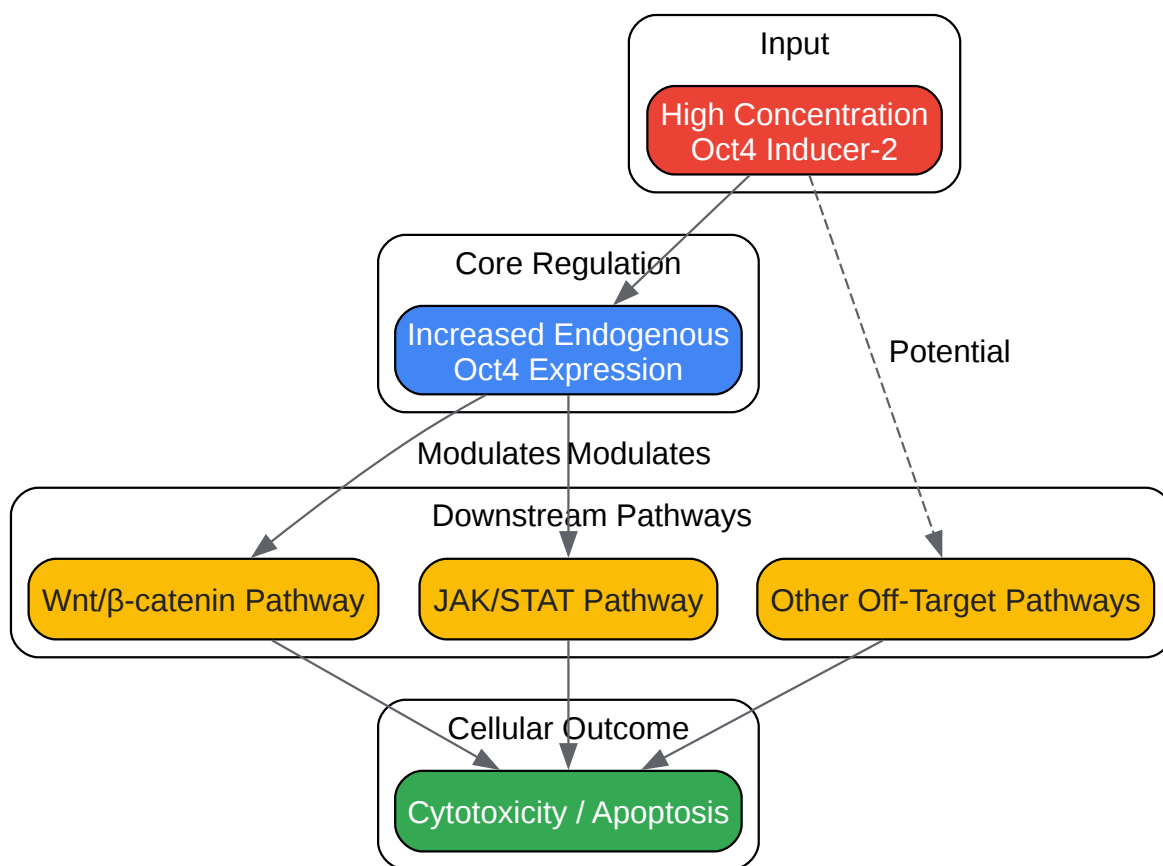 Input
High Concentration
Oct4 Inducer-2
Core Regulation
Increased Endogenous
Oct4 Expression
Potential
Modulates
Modulates
Downstream Pathways
Wnt/β-catenin Pathway
JAK/STAT Pathway
Other Off-Target Pathways
Cellular Outcome
Cytotoxicity / Apoptosis